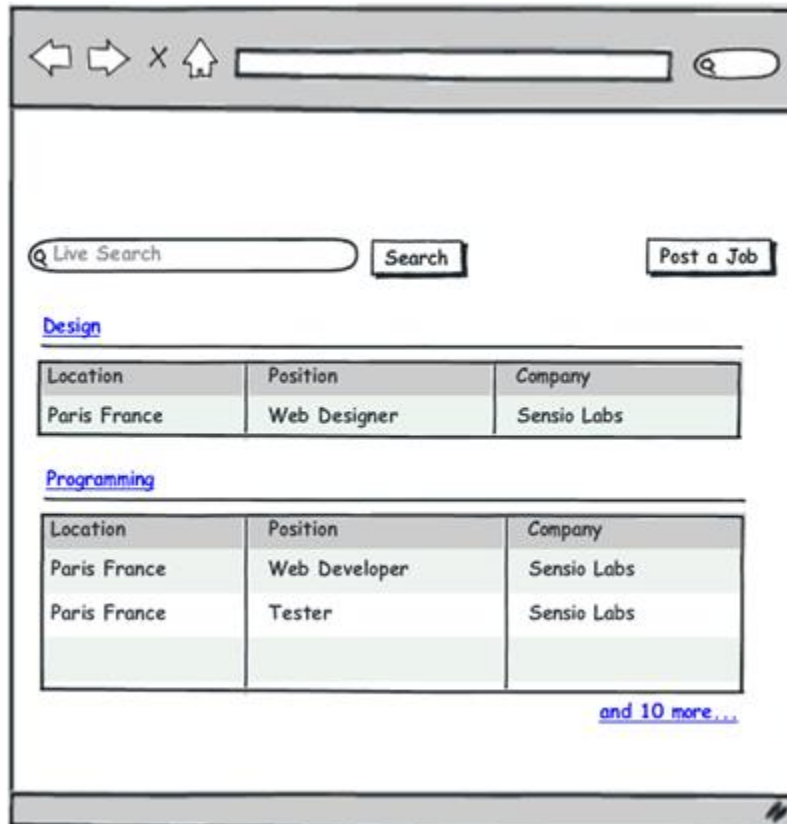 Live Search Search Post a Job
Design
Location Position Company
Paris France Web Designer Sensio Labs
Programming
Location Position Company
Paris France Web Developer Sensio Labs
Paris France Tester Sensio Labs
and 10 more...